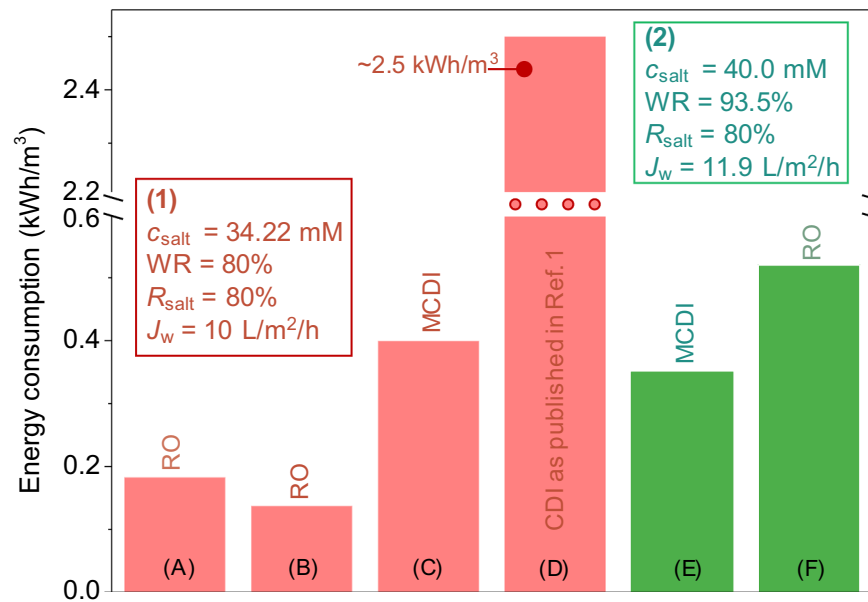 Energy consumption (kWh/m³)
2.4
2.2
0.6
0.4
0.2
0.0
~2.5 kWh/m³
(1)
c_salt = 34.22 mM
WR = 80%
R_salt = 80%
J_w = 10 L/m²/h
(2)
c_salt = 40.0 mM
WR = 93.5%
R_salt = 80%
J_w = 11.9 L/m²/h
RO
RO
MCDI
CDI as published in Ref. 1
MCDI
RO
(A)
(B)
(C)
(D)
(E)
(F)